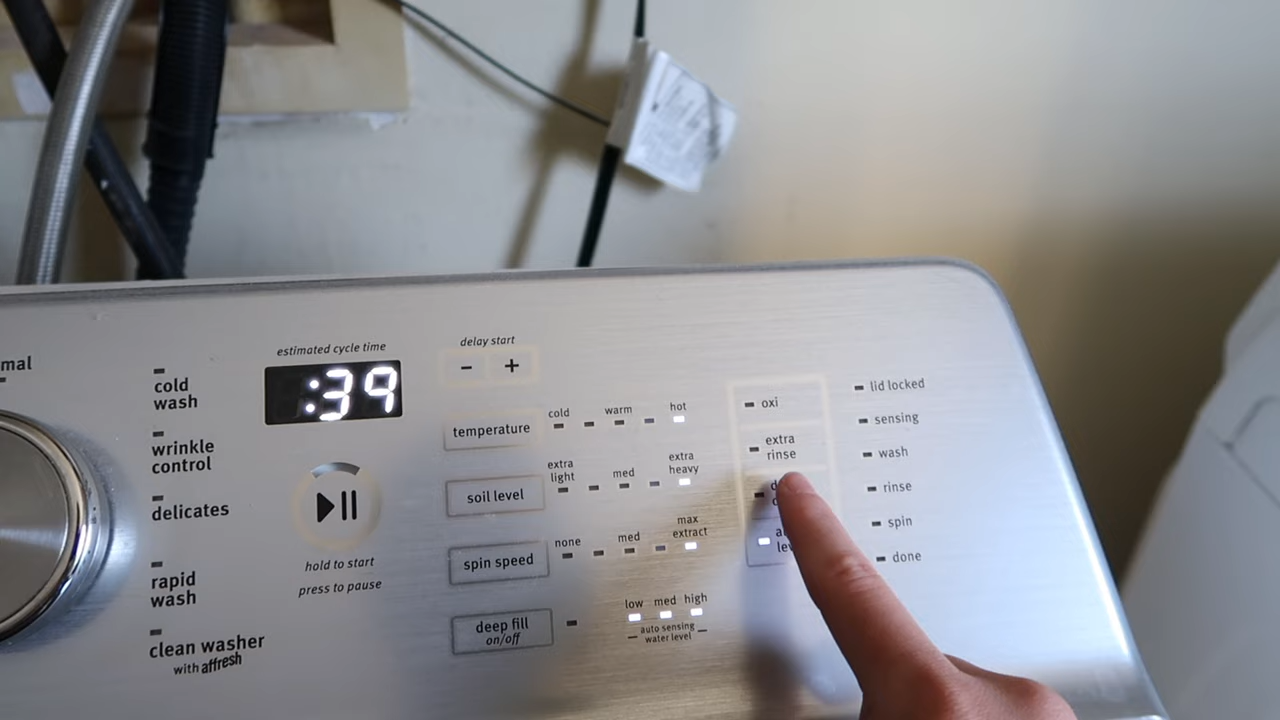 mal
cold
wash
wrinkle
control
delicates
rapid
wash
clean washer
with affresh
estimated cycle time
:39
hold to start
press to pause
delay start
- +
temperature
cold warm hot
soil level
extra
light
med
extra
heavy
spin speed
none med
max
extract
deep fill
on/off
low med high
auto sensing
water level
oxi
extra
rinse
lid locked
sensing
wash
rinse
spin
done